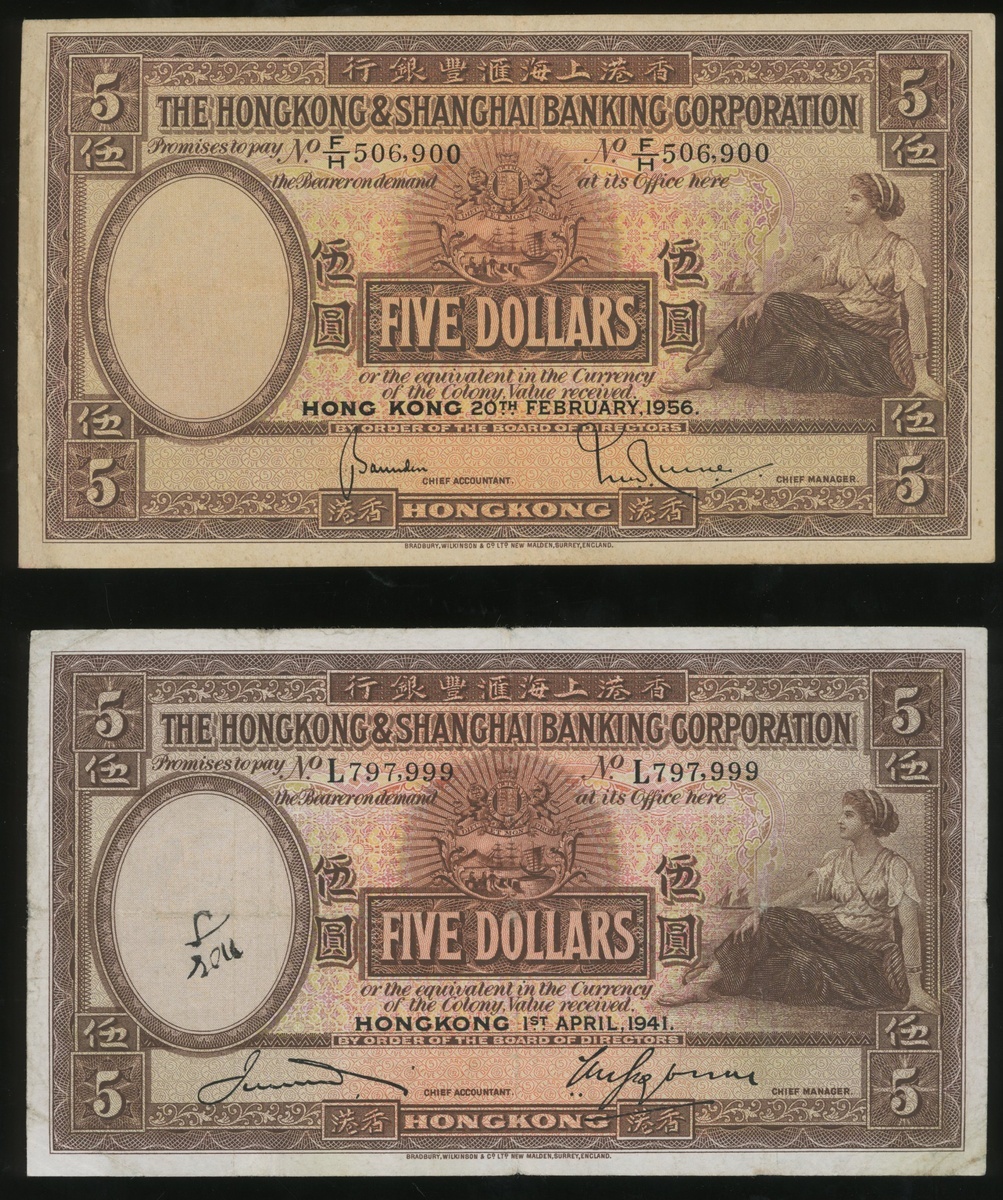 行銀豐滙海上港香
5 5
THE HONGKONG & SHANGHAI BANKING CORPORATION
伍 伍
Promises to pay No F/H 506,900 No F/H 506,900
the Bearer on demand at its Office here
伍 伍
圓 圓
FIVE DOLLARS
or the equivalent in the Currency
of the Colony, Value received.
伍 伍
HONG KONG 20TH FEBRUARY, 1956.
BY ORDER OF THE BOARD OF DIRECTORS
5 5
CHIEF ACCOUNTANT. CHIEF MANAGER.
港香 HONGKONG 港香
BRADBURY, WILKINSON & Co LTD NEW MALDEN, SURREY, ENGLAND.
行銀豐滙海上港香
5 5
THE HONGKONG & SHANGHAI BANKING CORPORATION
伍 伍
Promises to pay No L797,999 No L797,999
the Bearer on demand at its Office here
伍 伍
圓 圓
FIVE DOLLARS
or the equivalent in the Currency
of the Colony, Value received.
伍 伍
HONGKONG 1ST APRIL, 1941.
BY ORDER OF THE BOARD OF DIRECTORS
5 5
CHIEF ACCOUNTANT. CHIEF MANAGER.
港香 HONGKONG 港香
BRADBURY, WILKINSON & Co LTD NEW MALDEN, SURREY, ENGLAND.